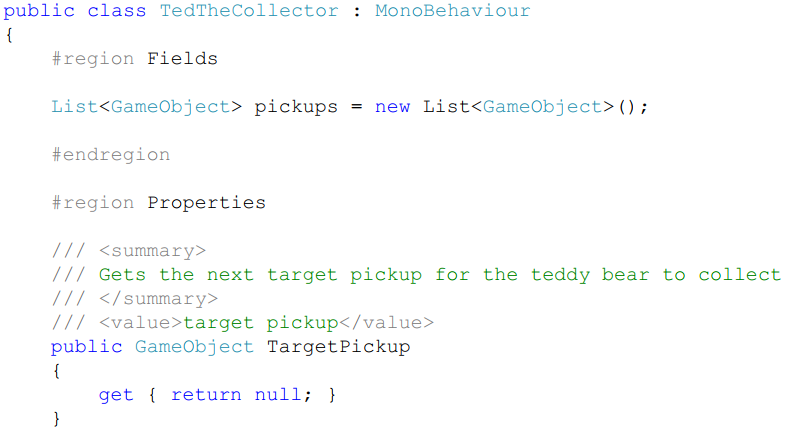 public class TedTheCollector : MonoBehaviour
{
    #region Fields

    List<GameObject> pickups = new List<GameObject>();

    #endregion

    #region Properties

    /// <summary>
    /// Gets the next target pickup for the teddy bear to collect
    /// </summary>
    /// <value>target pickup</value>
    public GameObject TargetPickup
    {
        get { return null; }
    }